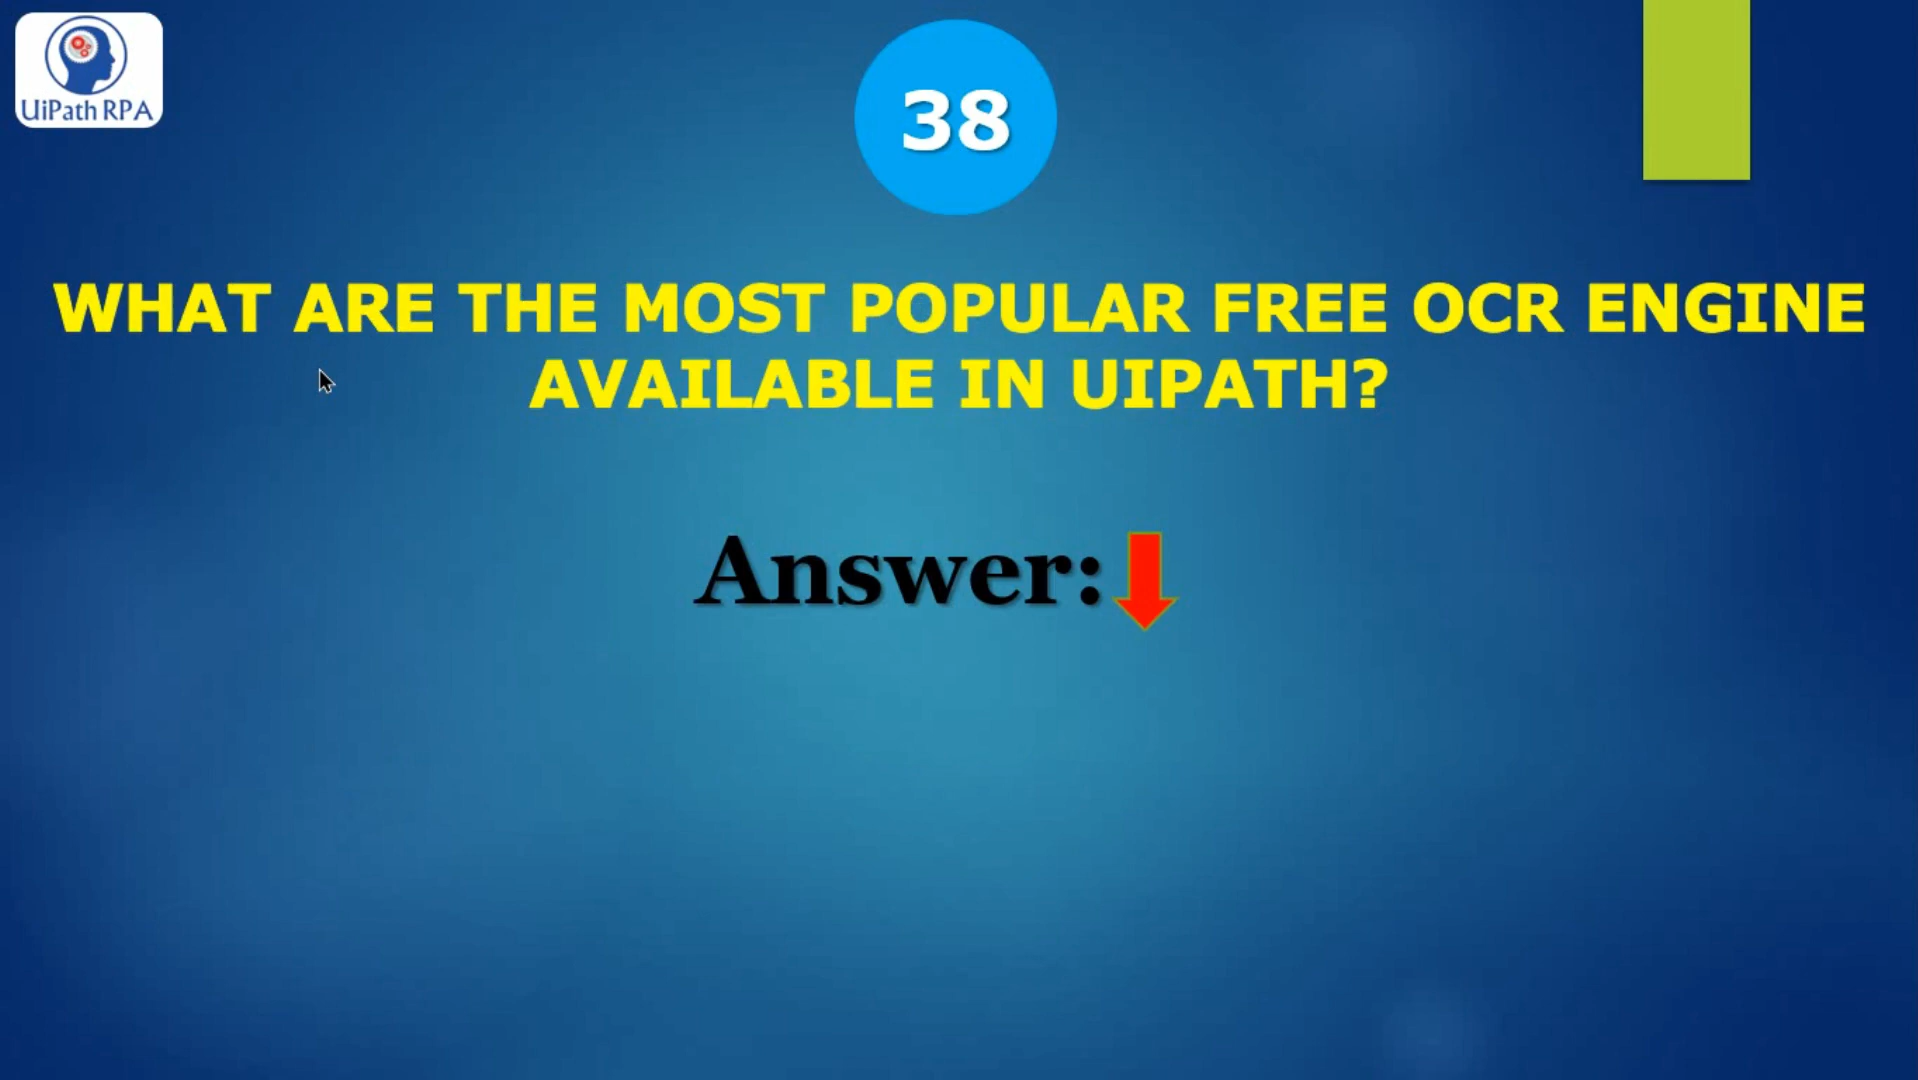 UiPath RPA
38
WHAT ARE THE MOST POPULAR FREE OCR ENGINE
AVAILABLE IN UIPATH?
Answer: